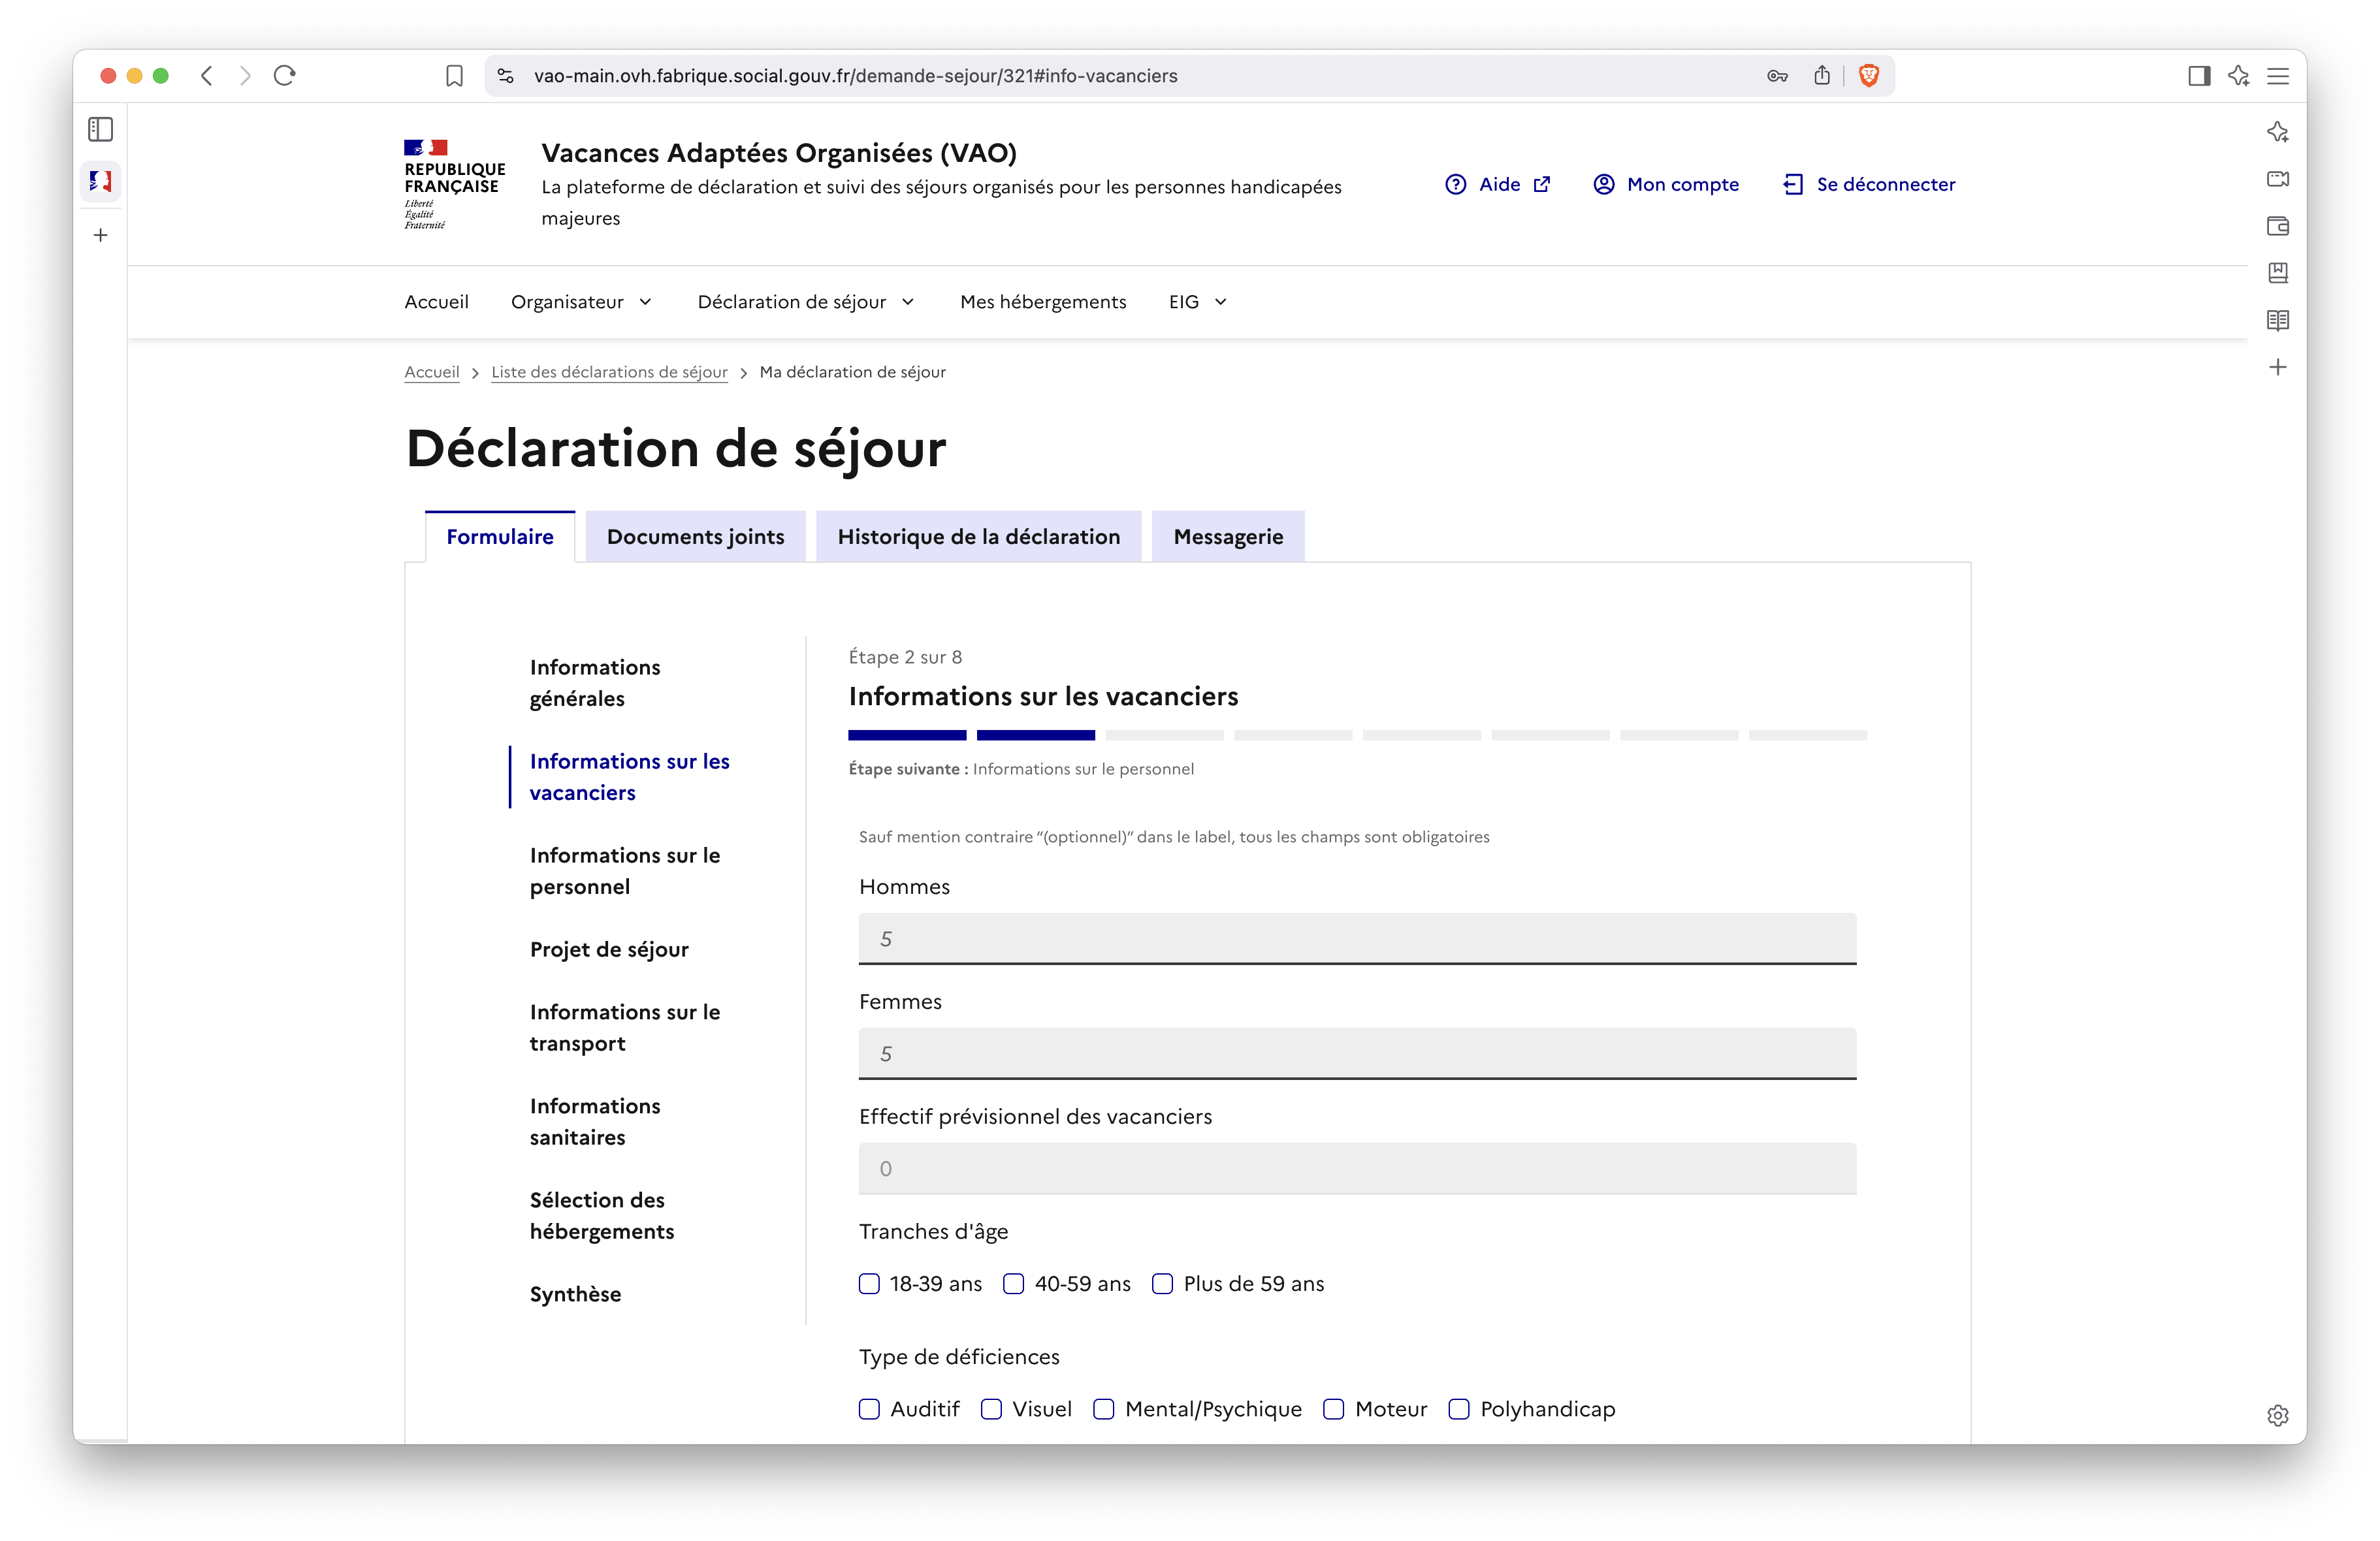 vao-main.ovh.fabrique.social.gouv.fr/demande-sejour/321#info-vacanciers
REPUBLIQUE
FRANÇAISE
Liberté
Égalité
Fraternité
Vacances Adaptées Organisées (VAO)
La plateforme de déclaration et suivi des séjours organisés pour les personnes handicapées
majeures
Aide
Mon compte
Se déconnecter
Accueil
Organisateur
Déclaration de séjour
Mes hébergements
EIG
Accueil > Liste des déclarations de séjour > Ma déclaration de séjour
Déclaration de séjour
Formulaire
Documents joints
Historique de la déclaration
Messagerie
Informations
générales
Informations sur les
vacanciers
Informations sur le
personnel
Projet de séjour
Informations sur le
transport
Informations
sanitaires
Sélection des
hébergements
Synthèse
Étape 2 sur 8
Informations sur les vacanciers
Étape suivante : Informations sur le personnel
Sauf mention contraire “(optionnel)” dans le label, tous les champs sont obligatoires
Hommes
5
Femmes
5
Effectif prévisionnel des vacanciers
0
Tranches d'âge
18-39 ans
40-59 ans
Plus de 59 ans
Type de déficiences
Auditif
Visuel
Mental/Psychique
Moteur
Polyhandicap